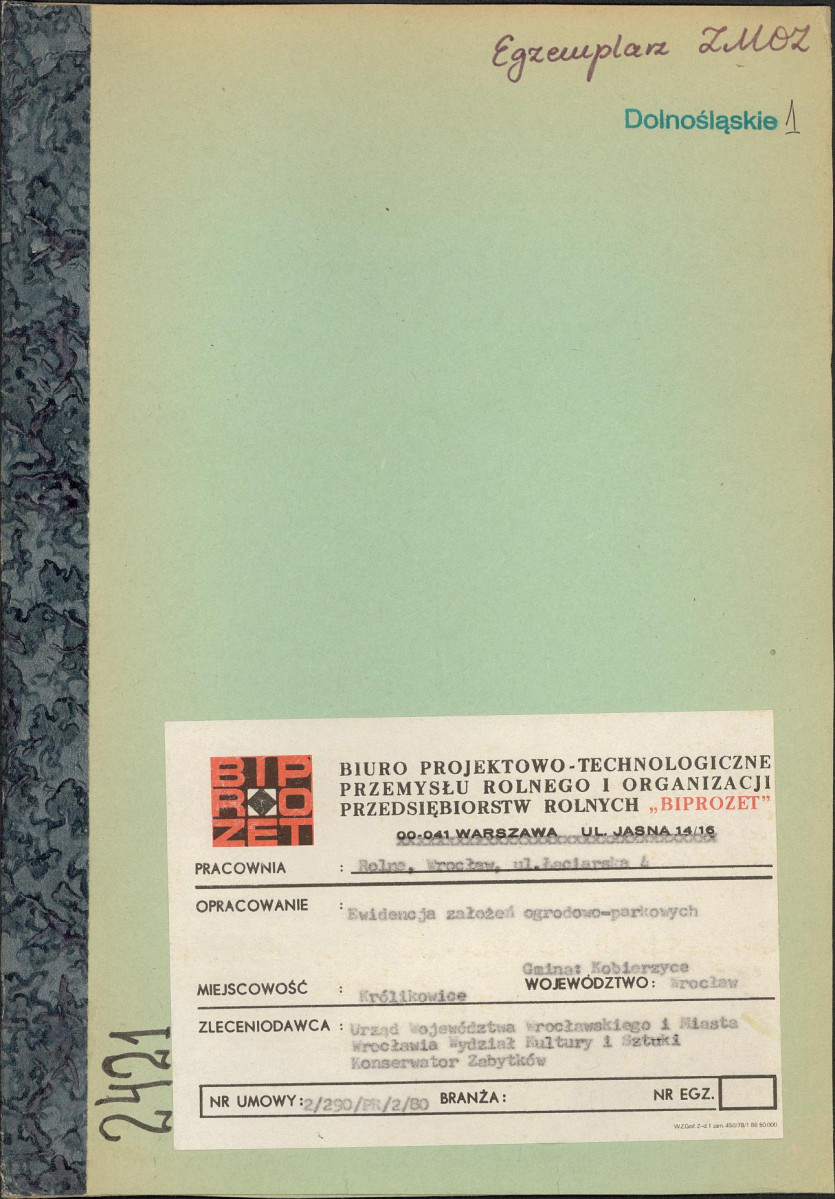 Egzemplarz ZMOZ
Dolnośląskie 1
BIP
RO
ZET
BIURO PROJEKTOWO-TECHNOLOGICZNE
PRZEMYSŁU ROLNEGO I ORGANIZACJI
PRZEDSIĘBIORSTW ROLNYCH „BIPROZET”
00-041 WARSZAWA UL. JASNA 14/16
PRACOWNIA : Rolna, Wrocław, ul.Łaciarska 4
OPRACOWANIE : Ewidencja założeń ogrodowo-parkowych
Gmina: Kobierzyce
MIEJSCOWOŚĆ : Królikowice WOJEWÓDZTWO: Wrocław
ZLECENIODAWCA : Urząd Województwa Wrocławskiego i Miasta
Wrocławia Wydział Kultury i Sztuki
Konserwator Zabytków
NR UMOWY: 2/290/PR/2/80 BRANŻA: NR EGZ.
2421